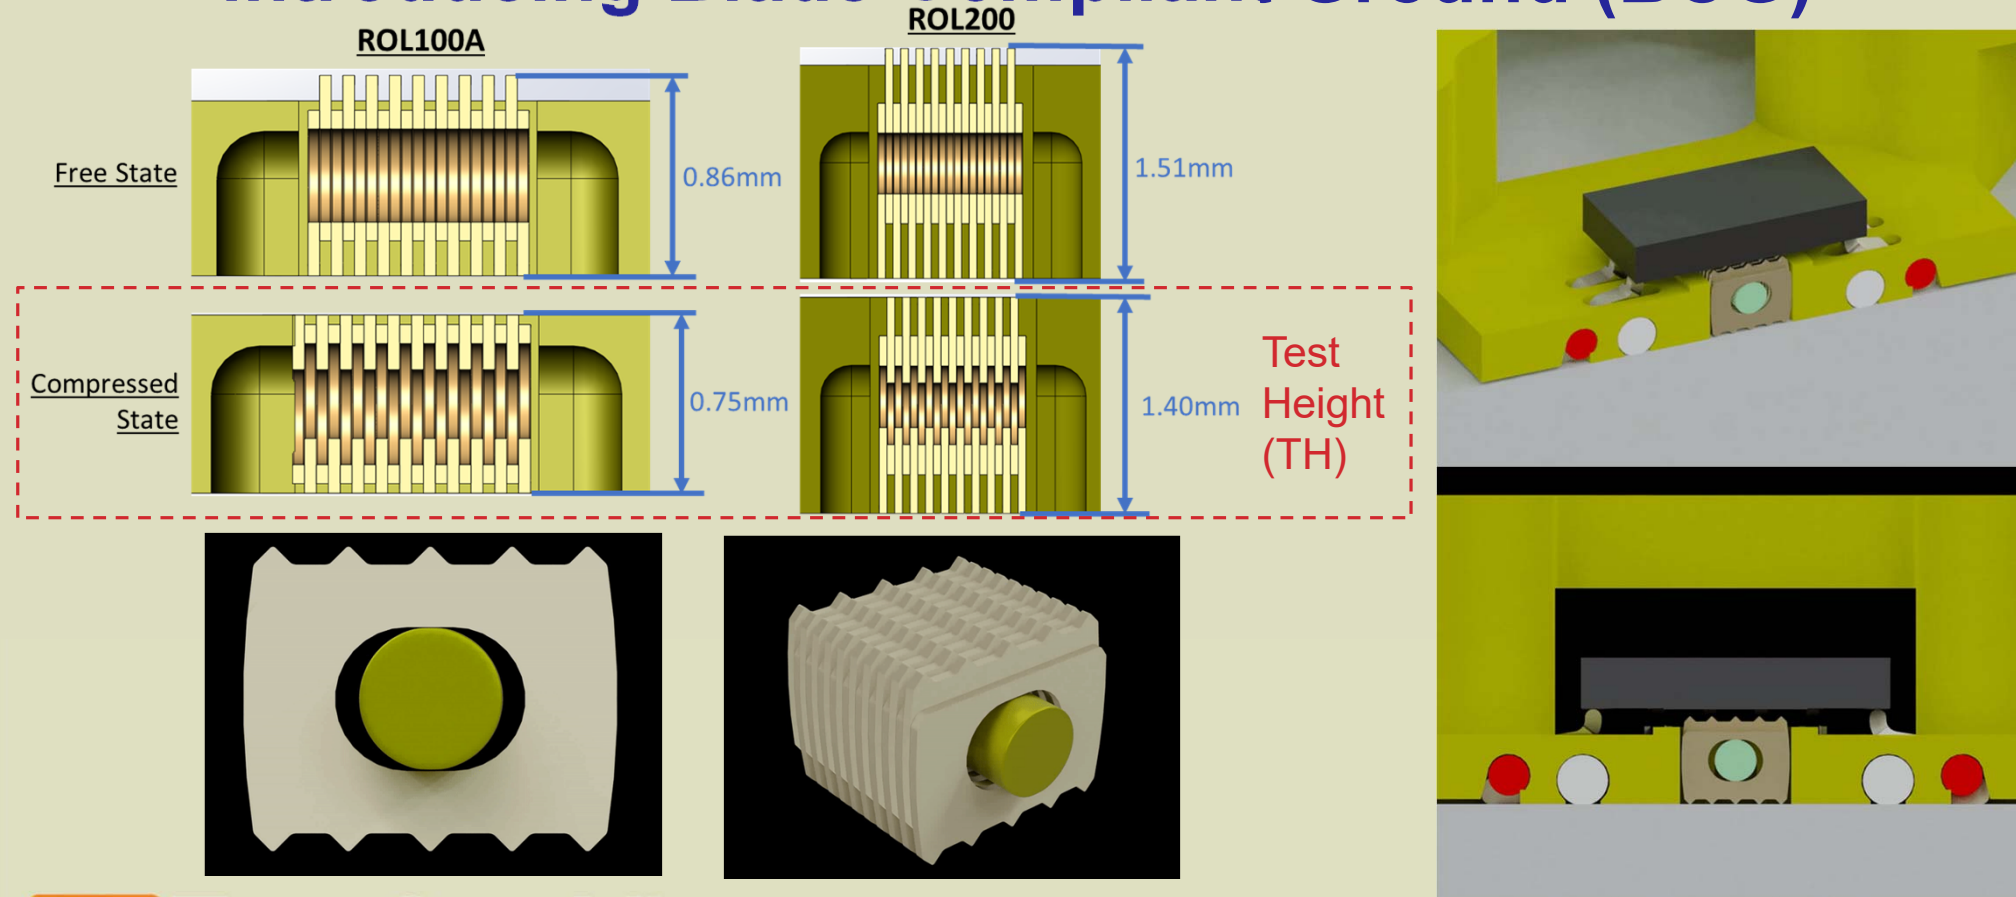 ROL100A
ROL200
Free State
0.86mm
1.51mm
Compressed
State
0.75mm
1.40mm
Test
Height
(TH)